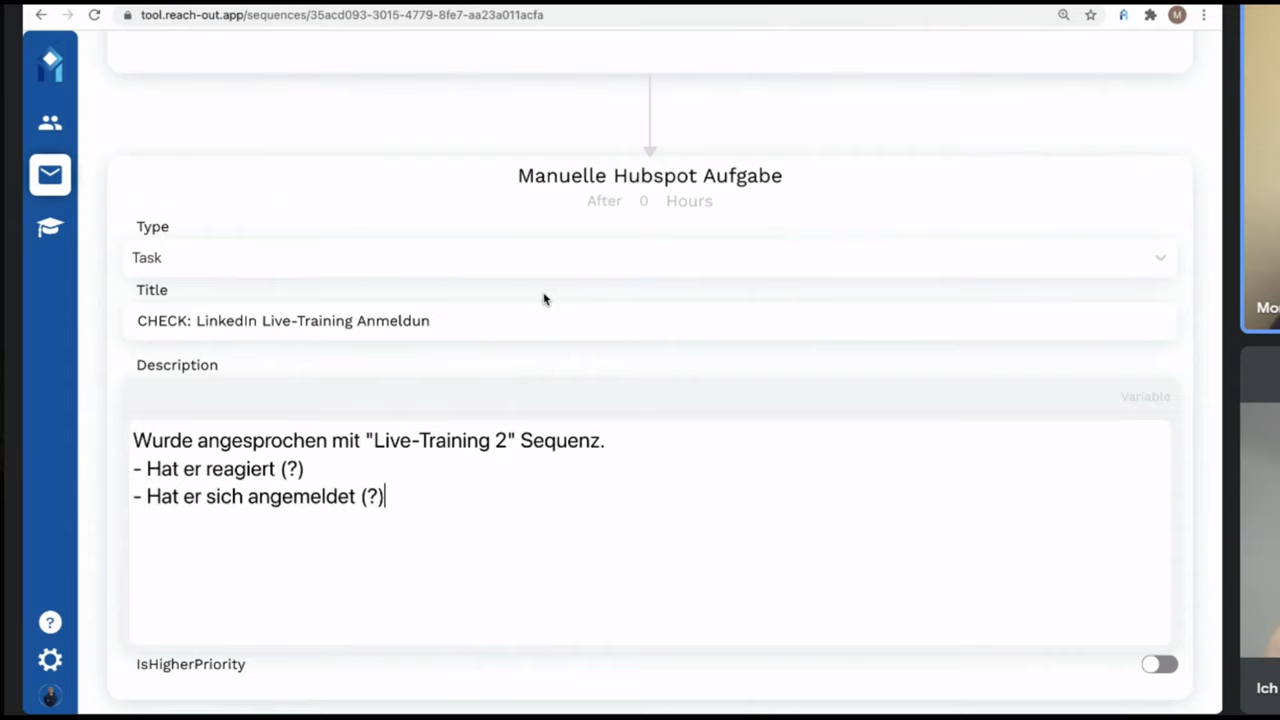 tool.reach-out.app/sequences/35acd093-3015-4779-8fe7-aa23a011acfa
M
Manuelle Hubspot Aufgabe
After 0 Hours
Type
Task
Title
CHECK: LinkedIn Live-Training Anmeldun
Description
Variable
Wurde angesprochen mit "Live-Training 2" Sequenz.
- Hat er reagiert (?)
- Hat er sich angemeldet (?)
IsHigherPriority
?
Mo
Ich